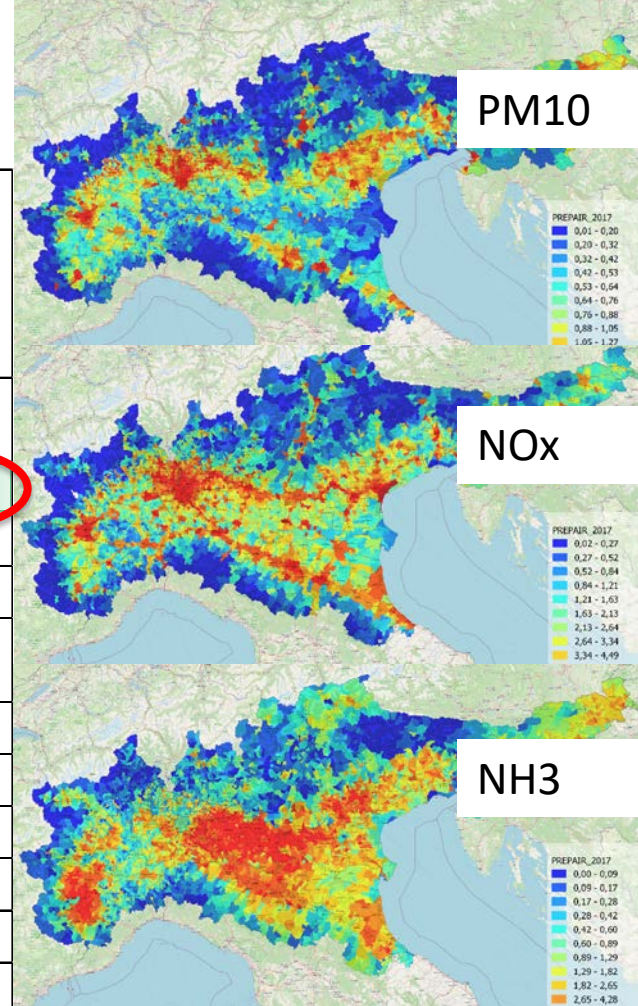 PM10
PREPAIR_2017
0,01 - 0,20
0,20 - 0,32
0,32 - 0,42
0,42 - 0,53
0,53 - 0,64
0,64 - 0,76
0,76 - 0,88
0,88 - 1,05
1,05 - 1,27
NOx
PREPAIR_2017
0,02 - 0,27
0,27 - 0,52
0,52 - 0,84
0,84 - 1,21
1,21 - 1,63
1,63 - 2,13
2,13 - 2,64
2,64 - 3,34
3,34 - 4,49
NH3
PREPAIR_2017
0,00 - 0,09
0,09 - 0,17
0,17 - 0,28
0,28 - 0,42
0,42 - 0,60
0,60 - 0,89
0,89 - 1,29
1,29 - 1,82
1,82 - 2,65
2,65 - 4,28